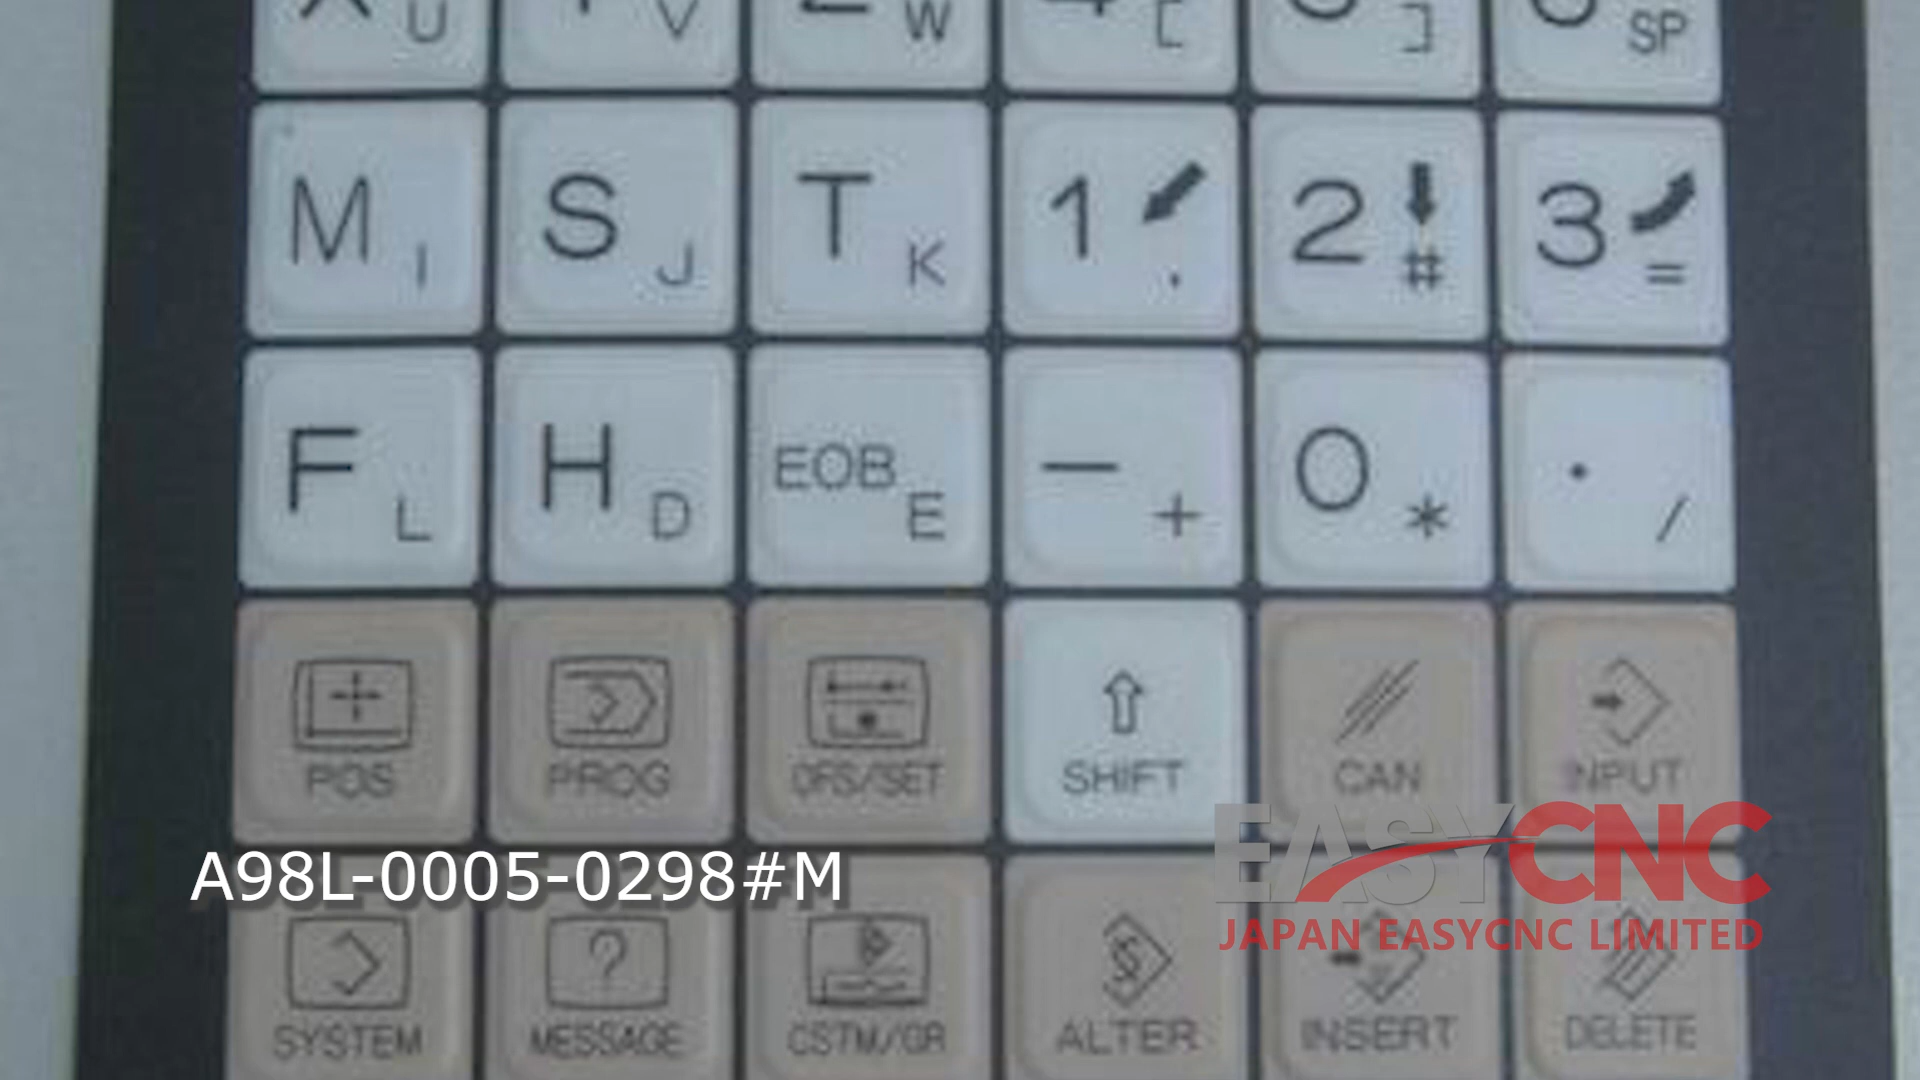 U V W [ ] SP
M I S J T K 1 , 2 # 3 =
F L H D EOB E — + 0 * . /
POS PROG OFS/SET SHIFT CAN INPUT
EASYCNC
A98L-0005-0298#M
JAPAN EASYCNC LIMITED
SYSTEM MESSAGE CSTM/GR ALTER INSERT DELETE